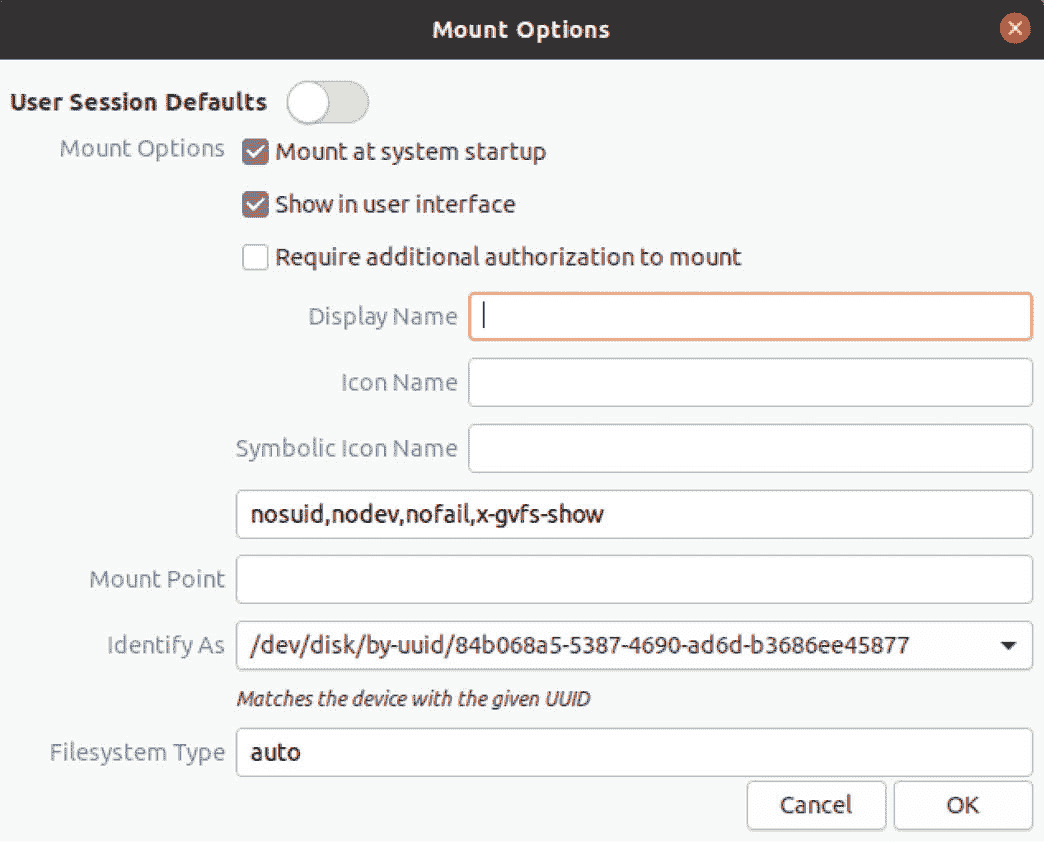 Mount Options
User Session Defaults
Mount Options Mount at system startup
Show in user interface
Require additional authorization to mount
Display Name
Icon Name
Symbolic Icon Name
nosuid,nodev,nofail,x-gvfs-show
Mount Point
Identify As /dev/disk/by-uuid/84b068a5-5387-4690-ad6d-b3686ee45877
Matches the device with the given UUID
Filesystem Type auto
Cancel OK